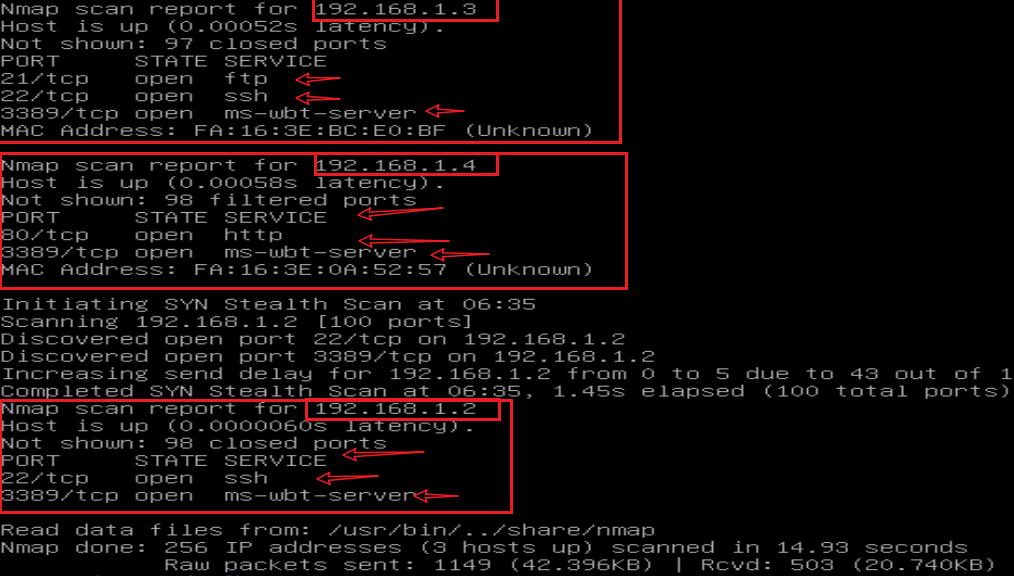 Nmap scan report for 192.168.1.3
Host is up (0.00052s latency).
Not shown: 97 closed ports
PORT     STATE SERVICE
21/tcp   open  ftp
22/tcp   open  ssh
3389/tcp open  ms-wbt-server
MAC Address: FA:16:3E:BC:E0:BF (Unknown)
Nmap scan report for 192.168.1.4
Host is up (0.00058s latency).
Not shown: 98 filtered ports
PORT     STATE SERVICE
80/tcp   open  http
3389/tcp open  ms-wbt-server
MAC Address: FA:16:3E:0A:52:57 (Unknown)
Initiating SYN Stealth Scan at 06:35
Scanning 192.168.1.2 [100 ports]
Discovered open port 22/tcp on 192.168.1.2
Discovered open port 3389/tcp on 192.168.1.2
Increasing send delay for 192.168.1.2 from 0 to 5 due to 43 out of 1
Completed SYN Stealth Scan at 06:35, 1.45s elapsed (100 total ports)
Nmap scan report for 192.168.1.2
Host is up (0.0000060s latency).
Not shown: 98 closed ports
PORT     STATE SERVICE
22/tcp   open  ssh
3389/tcp open  ms-wbt-server
Read data files from: /usr/bin/../share/nmap
Nmap done: 256 IP addresses (3 hosts up) scanned in 14.93 seconds
           Raw packets sent: 1149 (42.396KB) | Rcvd: 503 (20.740KB)